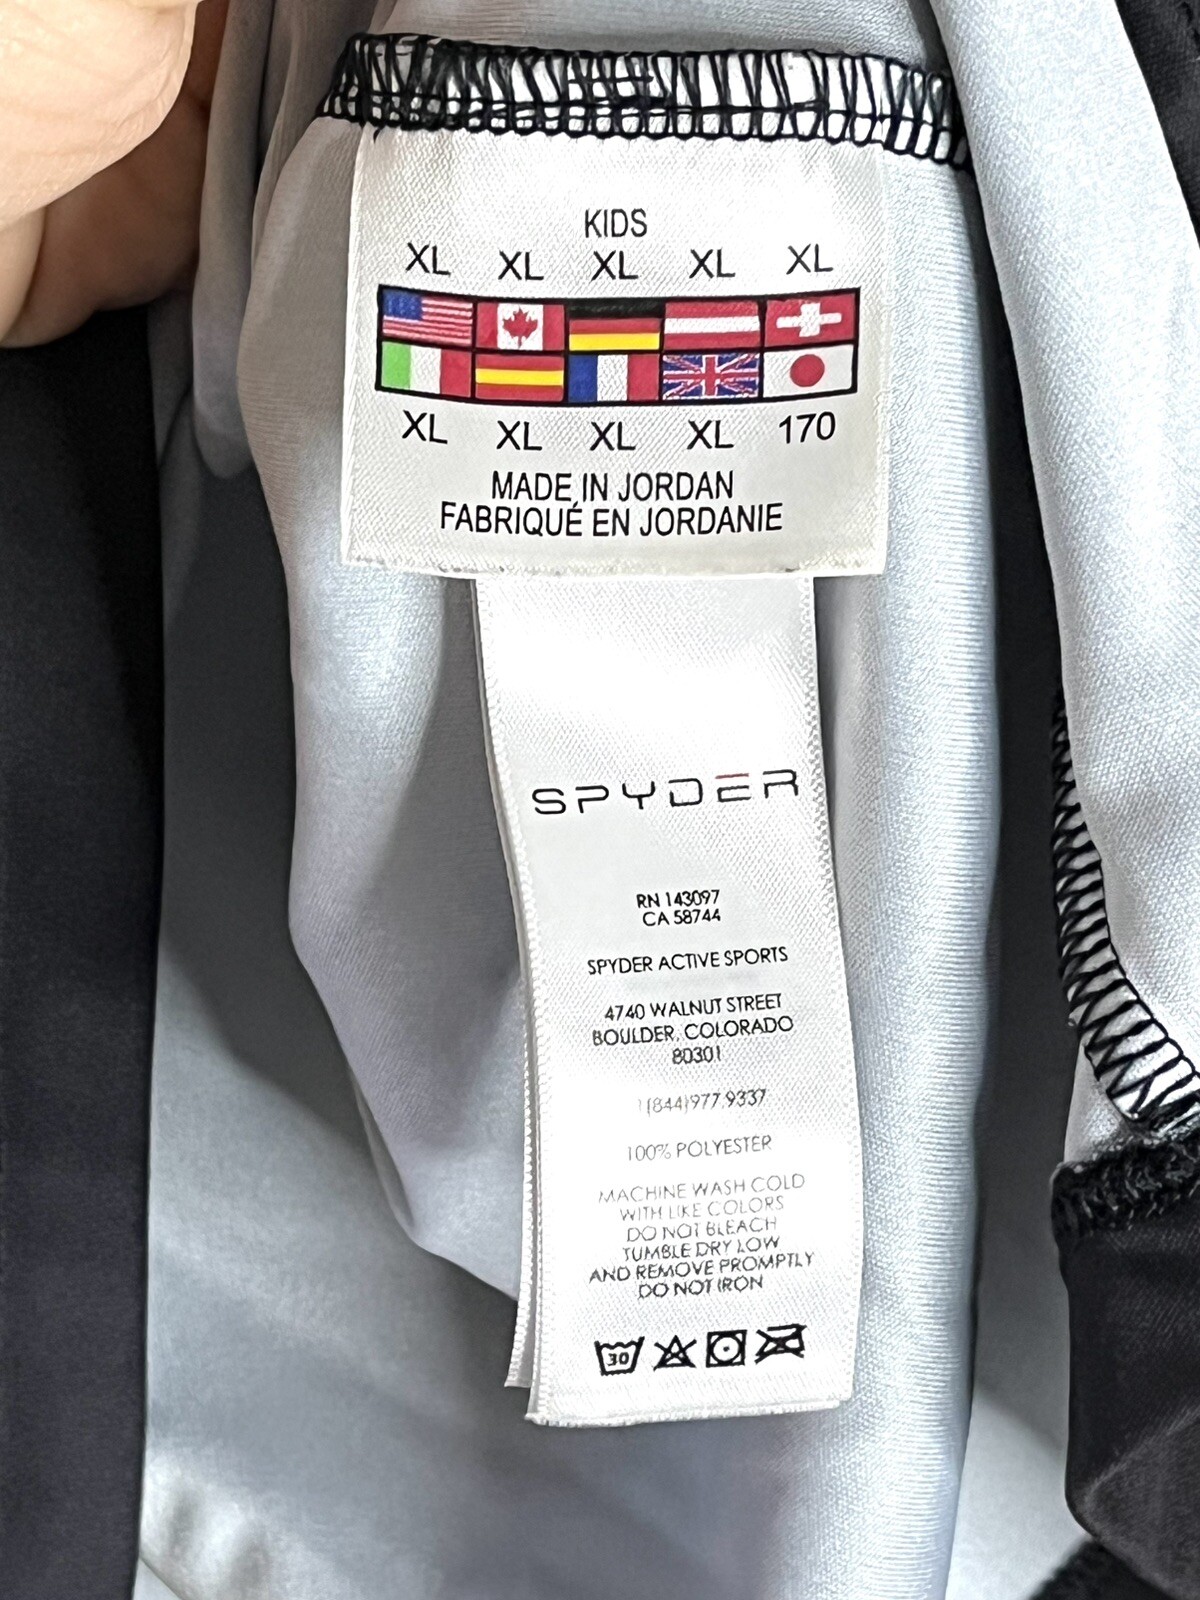 KIDS
XL XL XL XL XL
XL XL XL XL 170
MADE IN JORDAN
FABRIQUÉ EN JORDANIE
SPYDER
RN 143097
CA 58744
SPYDER ACTIVE SPORTS
4740 WALNUT STREET
BOULDER, COLORADO
80301
1(844)977.9337
100% POLYESTER
MACHINE WASH COLD
WITH LIKE COLORS
DO NOT BLEACH
TUMBLE DRY LOW
AND REMOVE PROMPTLY
DO NOT IRON
30